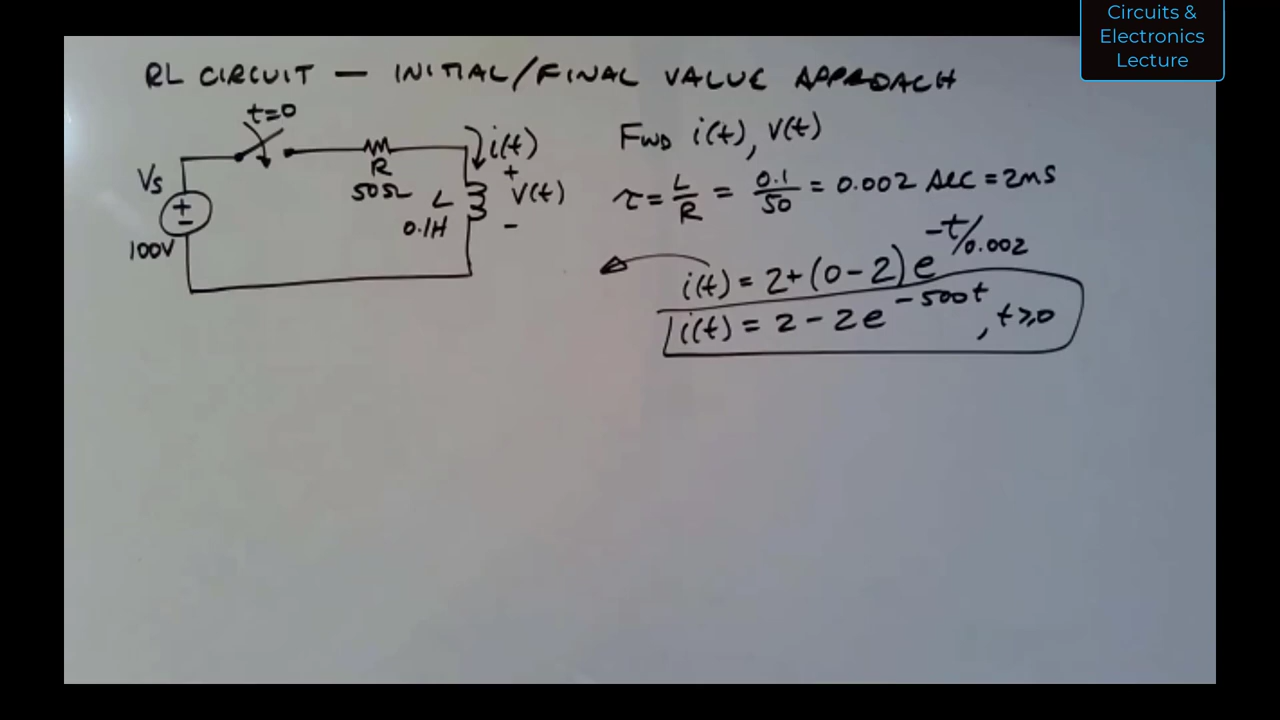 Circuits &
Electronics
Lecture
RL CIRCUIT — INITIAL/FINAL VALUE APPROACH
t=0
i(t)
R
50Ω
Vs
+
-
100V
L
0.1H
+
V(t)
-
FIND i(t), V(t)
τ = L/R = 0.1/50 = 0.002 SEC = 2ms
i(t) = 2+(0-2)e^-t/0.002
i(t) = 2 - 2e^-500t, t≥0